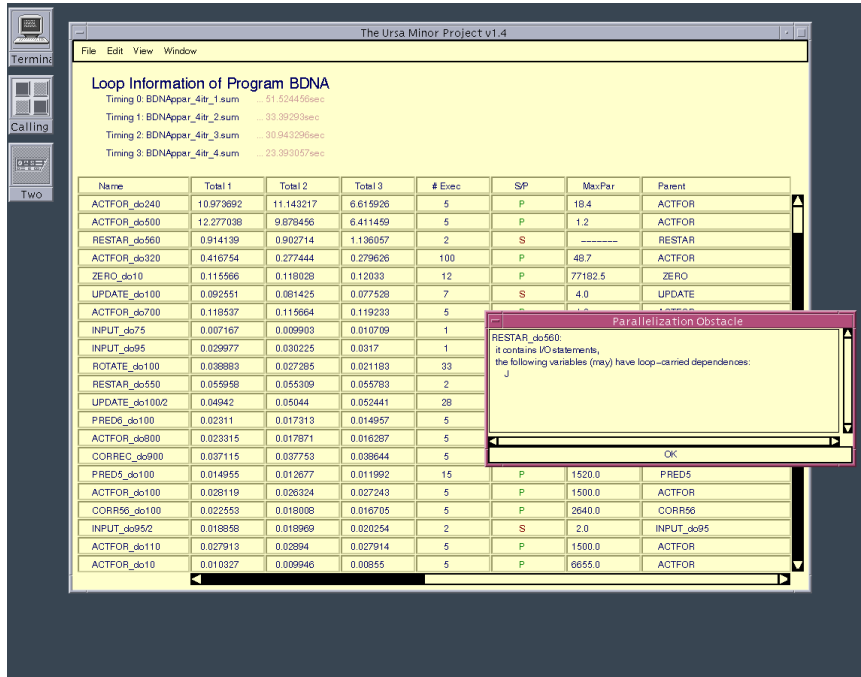 The Ursa Minor Project v1.4
File Edit View Window
Termina
Calling
Two
Loop Information of Program BDNA
Timing 0: BDNAppar_4itr_1.sum ... 51.524456sec
Timing 1: BDNAppar_4itr_2.sum ... 33.39293sec
Timing 2: BDNAppar_4itr_3.sum ... 30.943296sec
Timing 3: BDNAppar_4itr_4.sum ... 23.393057sec
Name Total 1 Total 2 Total 3 # Exec S/P MaxPar Parent
ACTFOR_do240 10.973692 11.143217 6.615926 5 P 18.4 ACTFOR
ACTFOR_do500 12.277038 9.878456 6.411459 5 P 1.2 ACTFOR
RESTAR_do560 0.914139 0.902714 1.136057 2 S ------- RESTAR
ACTFOR_do320 0.416754 0.277444 0.279626 100 P 48.7 ACTFOR
ZERO_do10 0.115566 0.118028 0.12033 12 P 77182.5 ZERO
UPDATE_do100 0.092551 0.081425 0.077528 7 S 4.0 UPDATE
ACTFOR_do700 0.118537 0.115664 0.119233 5
INPUT_do75 0.007167 0.009903 0.010709 1
INPUT_do95 0.029977 0.030225 0.0317 1
ROTATE_do100 0.038883 0.027285 0.021183 33
RESTAR_do550 0.055958 0.055309 0.055783 2
UPDATE_do100/2 0.04942 0.05044 0.052441 28
PRED6_do100 0.02311 0.017313 0.014957 5
ACTFOR_do800 0.023315 0.017871 0.016287 5
CORREC_do900 0.037115 0.037753 0.038644 5
PRED5_do100 0.014955 0.012677 0.011992 15 P 1520.0 PRED5
ACTFOR_do100 0.028119 0.026324 0.027243 5 P 1500.0 ACTFOR
CORR56_do100 0.022553 0.018008 0.016705 5 P 2640.0 CORR56
INPUT_do95/2 0.018858 0.018969 0.020254 2 S 2.0 INPUT_do95
ACTFOR_do110 0.027913 0.02894 0.027914 5 P 1500.0 ACTFOR
ACTFOR_do10 0.010327 0.009946 0.00855 5 P 6655.0 ACTFOR
Parallelization Obstacle
RESTAR_do560:
it contains I/O statements,
the following variables (may) have loop-carried dependences:
J
OK